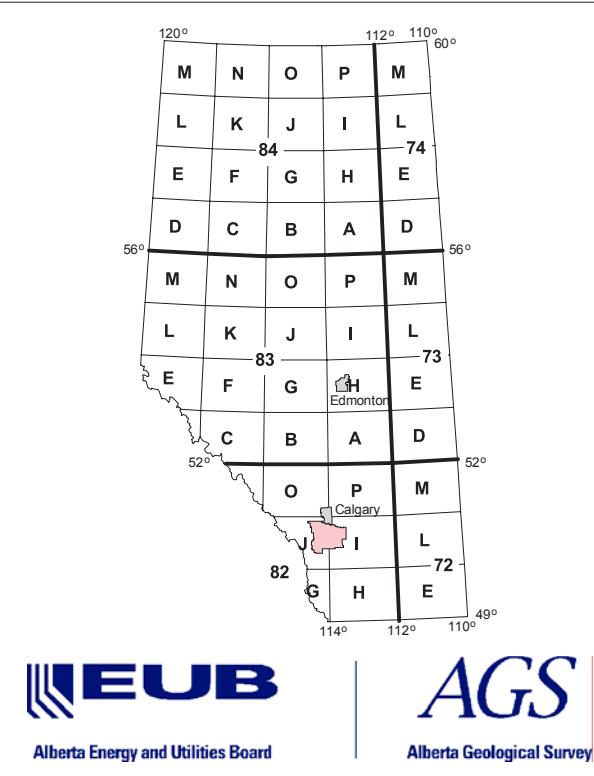 120° 112° 110°
60°
M N O P M
L K J I L
84 74
E F G H E
D C B A D
56° 56°
M N O P M
L K J I L
83 73
E F G H E
Edmonton
C B A D
52° 52°
O P M
Calgary
J I L
82 72
G H E
49°
114° 112° 110°
EUB AGS
Alberta Energy and Utilities Board Alberta Geological Survey